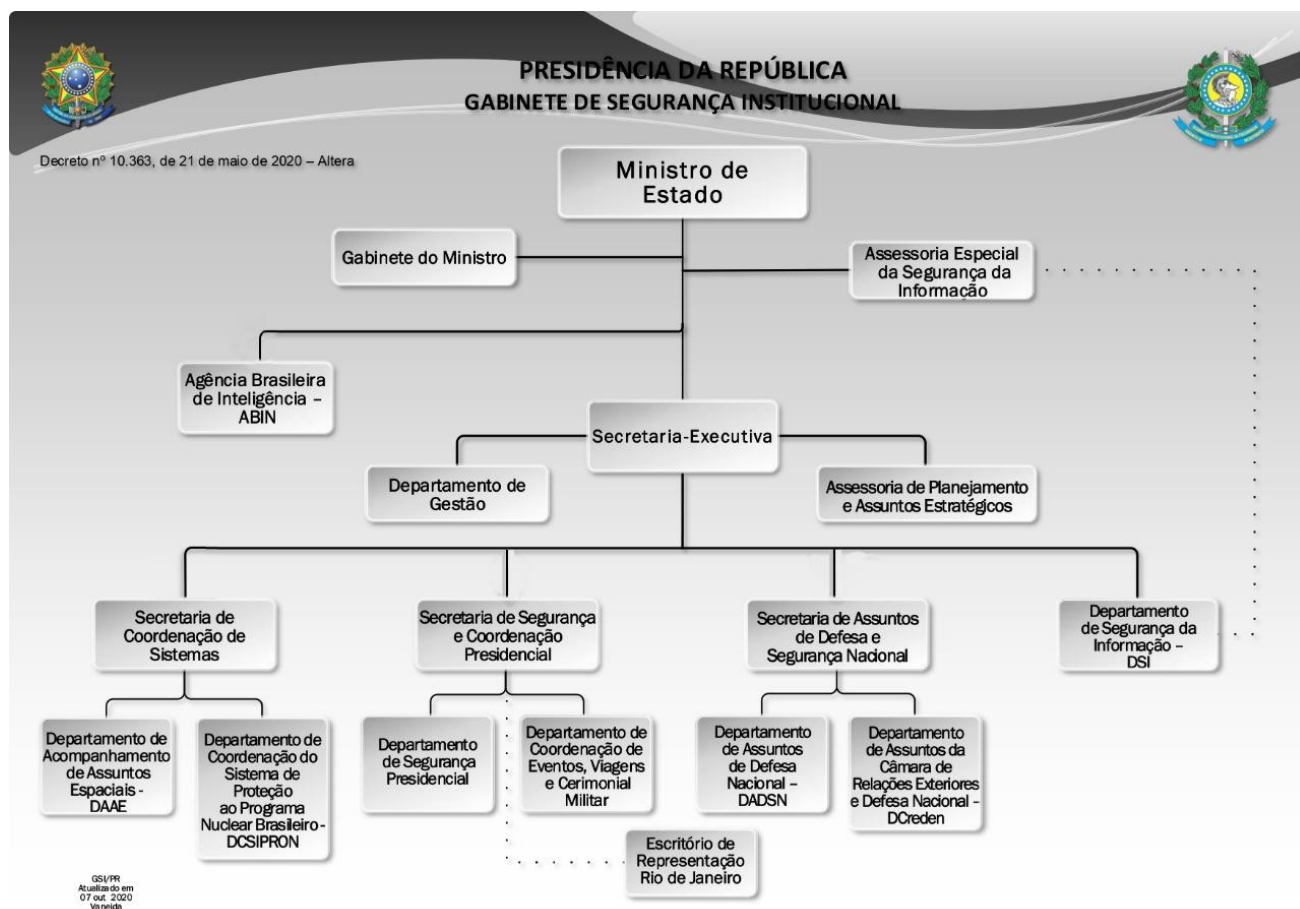 PRESIDÊNCIA DA REPÚBLICA
GABINETE DE SEGURANÇA INSTITUCIONAL
Decreto nº 10.363, de 21 de maio de 2020 – Altera
Ministro de
Estado
Gabinete do Ministro
Assessoria Especial
da Segurança da
Informação
Agência Brasileira
de Inteligência –
ABIN
Secretaria-Executiva
Departamento de
Gestão
Assessoria de Planejamento
e Assuntos Estratégicos
Secretaria de
Coordenação de
Sistemas
Secretaria de Segurança
e Coordenação
Presidencial
Secretaria de Assuntos
de Defesa e
Segurança Nacional
Departamento
de Segurança da
Informação –
DSI
Departamento de
Acompanhamento
de Assuntos
Espaciais -
DAAE
Departamento de
Coordenação do
Sistema de
Proteção
ao Programa
Nuclear Brasileiro -
DCSIPRON
Departamento
de Segurança
Presidencial
Departamento de
Coordenação de
Eventos, Viagens
e Cerimonial
Militar
Departamento
de Assuntos
de Defesa
Nacional –
DADSN
Departamento
de Assuntos da
Câmara de
Relações Exteriores
e Defesa Nacional –
DCreden
Escritório de
Representação
Rio de Janeiro
GSI/PR
Atualizado em
07 out 2020